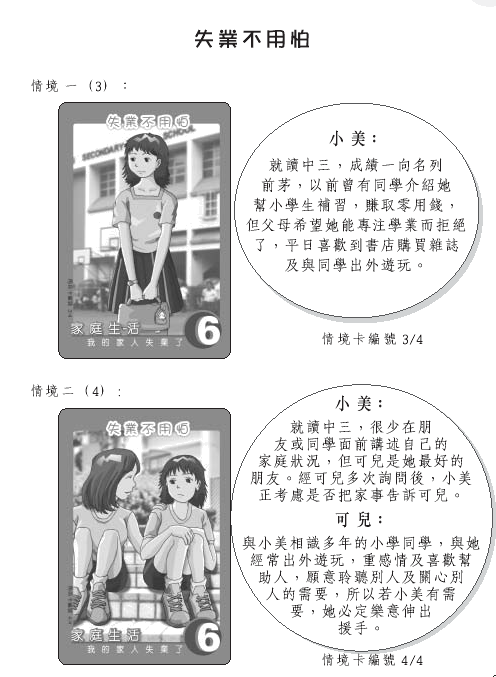 失業不用怕
情境一（3）：
失業不用怕
SECONDARY SCHOOL
家庭生活
我的家人失業了
6
小美：
就讀中三，成績一向名列
前茅，以前曾有同學介紹她
幫小學生補習，賺取零用錢，
但父母希望她能專注學業而拒絕
了，平日喜歡到書店購買雜誌
及與同學出外遊玩。
情境卡編號 3/4
情境二（4）：
失業不用怕
家庭生活
我的家人失業了
6
小美：
就讀中三，很少在朋
友或同學面前講述自己的
家庭狀況，但可兒是她最好的
朋友。經可兒多次詢問後，小美
正考慮是否把家事告訴可兒。
可兒：
與小美相識多年的小學同學，與她
經常出外遊玩，重感情及喜歡幫
助人，願意聆聽別人及關心別
人的需要，所以若小美有需
要，她必定樂意伸出
援手。
情境卡編號 4/4